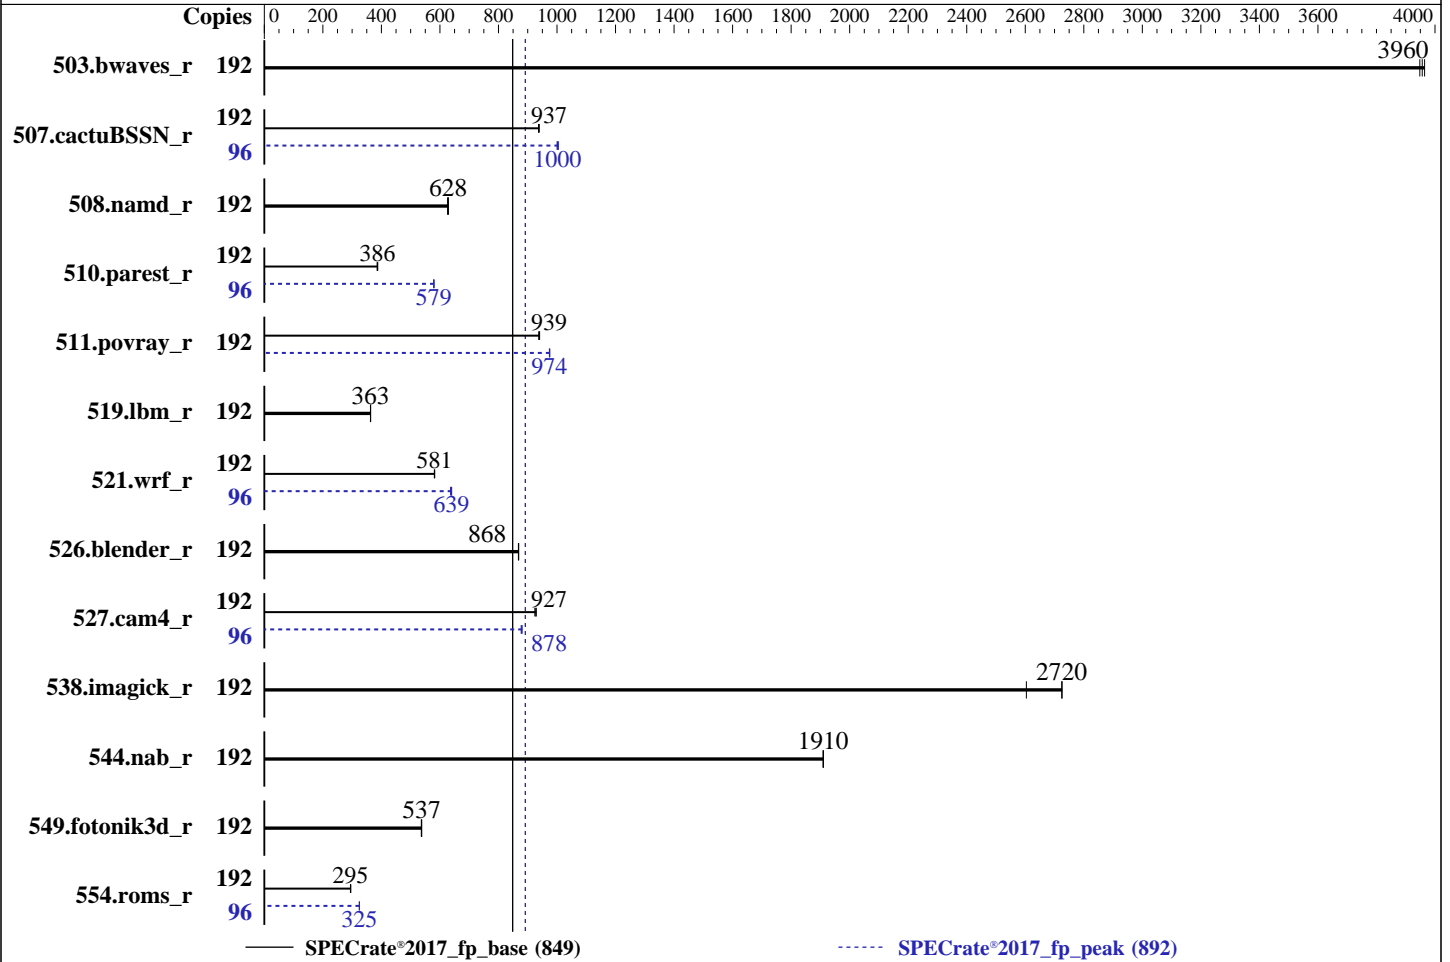 Copies 0 200 400 600 800 1000 1200 1400 1600 1800 2000 2200 2400 2600 2800 3000 3200 3400 3600 4000
503.bwaves_r 192 3960
507.cactuBSSN_r 192 937
96 1000
508.namd_r 192 628
510.parest_r 192 386
96 579
511.povray_r 192 939
974
519.lbm_r 192 363
521.wrf_r 192 581
96 639
526.blender_r 192 868
527.cam4_r 192 927
96 878
538.imagick_r 192 2720
544.nab_r 192 1910
549.fotonik3d_r 192 537
554.roms_r 192 295
96 325
SPECrate®2017_fp_base (849) SPECrate®2017_fp_peak (892)